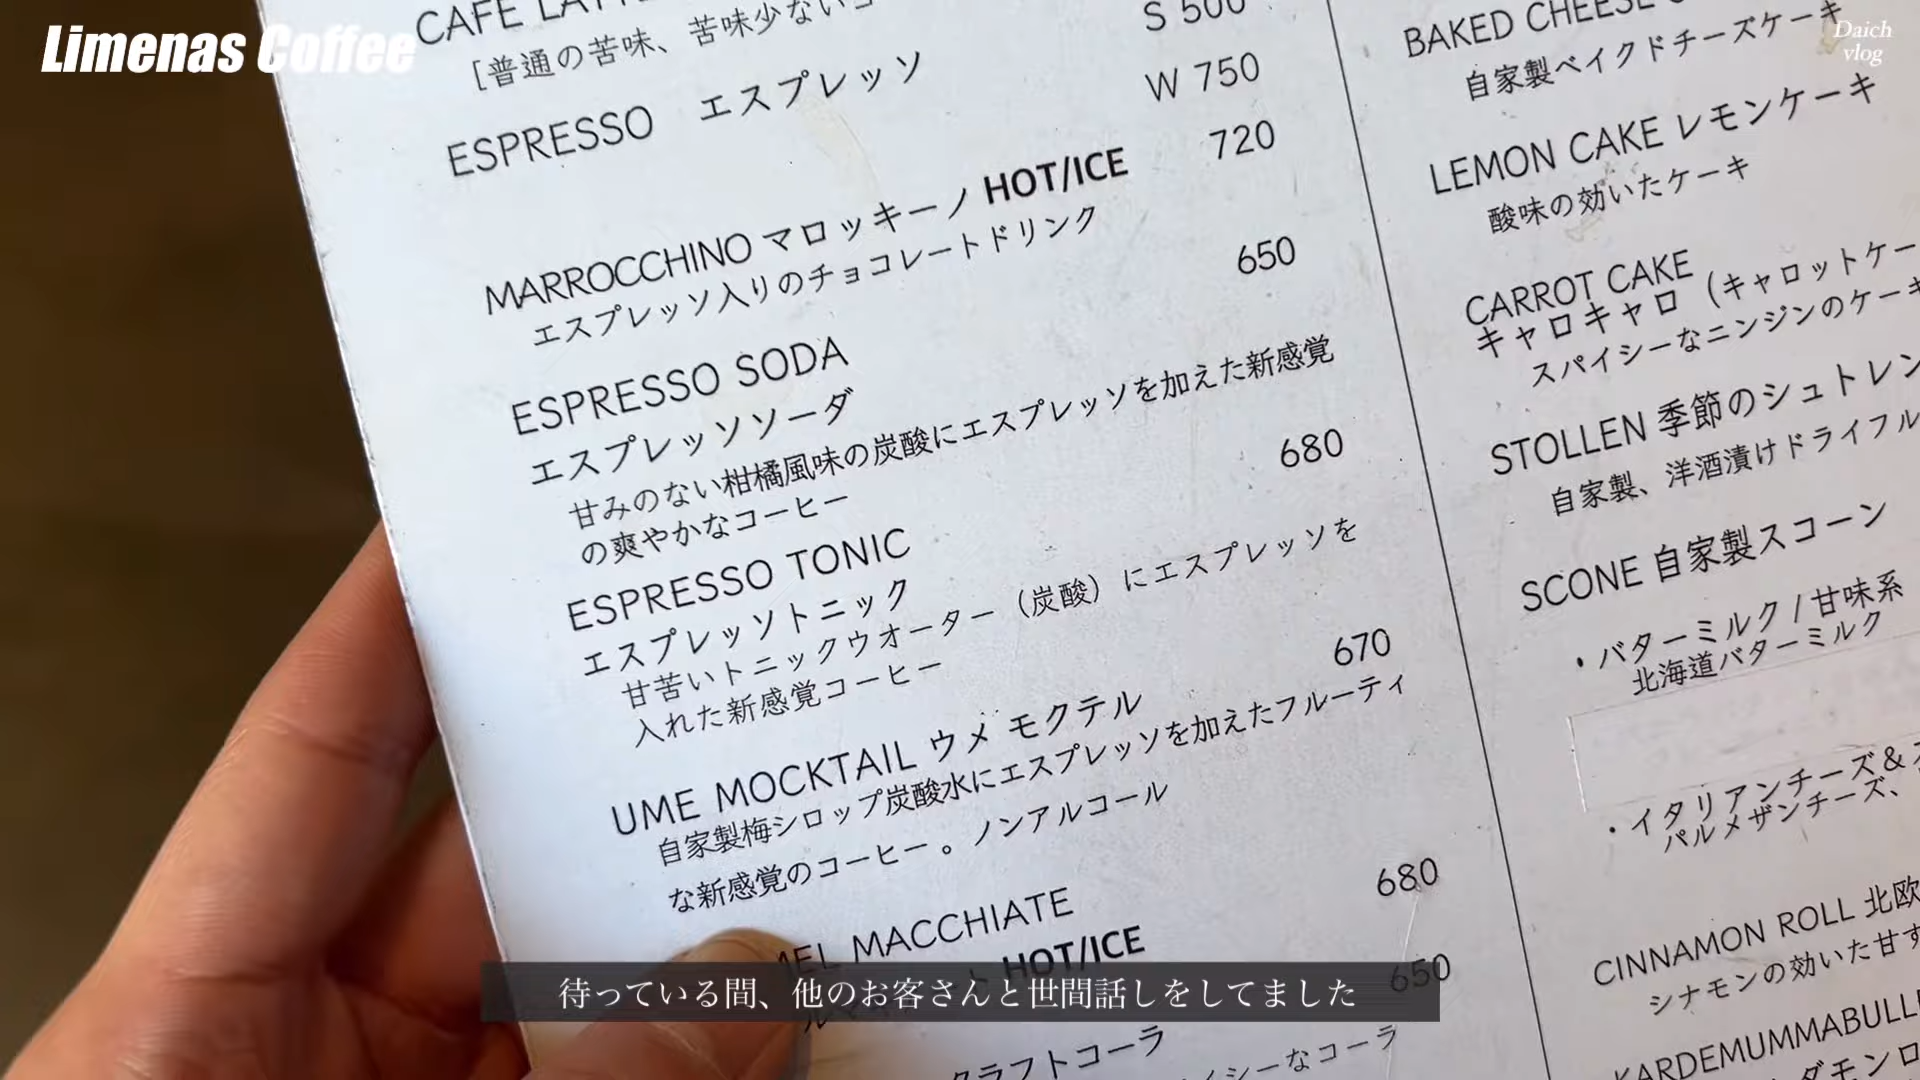 Limenas Coffee
Daich
vlog
CAFE
[普通の苦味、苦味少ない
S 500
ESPRESSO エスプレッソ
W 750
720
MARROCCHINO マロッキーノ HOT/ICE
エスプレッソ入りのチョコレートドリンク
650
ESPRESSO SODA
エスプレッソソーダ
甘みのない柑橘風味の炭酸にエスプレッソを加えた新感覚
の爽やかなコーヒー
680
ESPRESSO TONIC
エスプレッソトニック
甘苦いトニックウオーター（炭酸）にエスプレッソを
入れた新感覚コーヒー
670
UME MOCKTAIL ウメ モクテル
自家製梅シロップ炭酸水にエスプレッソを加えたフルーティ
な新感覚のコーヒー。ノンアルコール
680
MACCHIATE
HOT/ICE
650
クラフトコーラ
なコーラ
BAKED CHEESE
自家製ベイクドチーズケーキ
LEMON CAKE レモンケーキ
酸味の効いたケーキ
CARROT CAKE
キャロキャロ（キャロットケー
スパイシーなニンジンのケーキ
STOLLEN 季節のシュトレン
自家製、洋酒漬けドライフル
SCONE 自家製スコーン
・バターミルク / 甘味系
北海道バターミルク
・イタリアンチーズ&
パルメザンチーズ、
CINNAMON ROLL 北欧
シナモンの効いた甘す
KARDEMUMMABULL
ダモンロ
待っている間、他のお客さんと世間話しをしてました